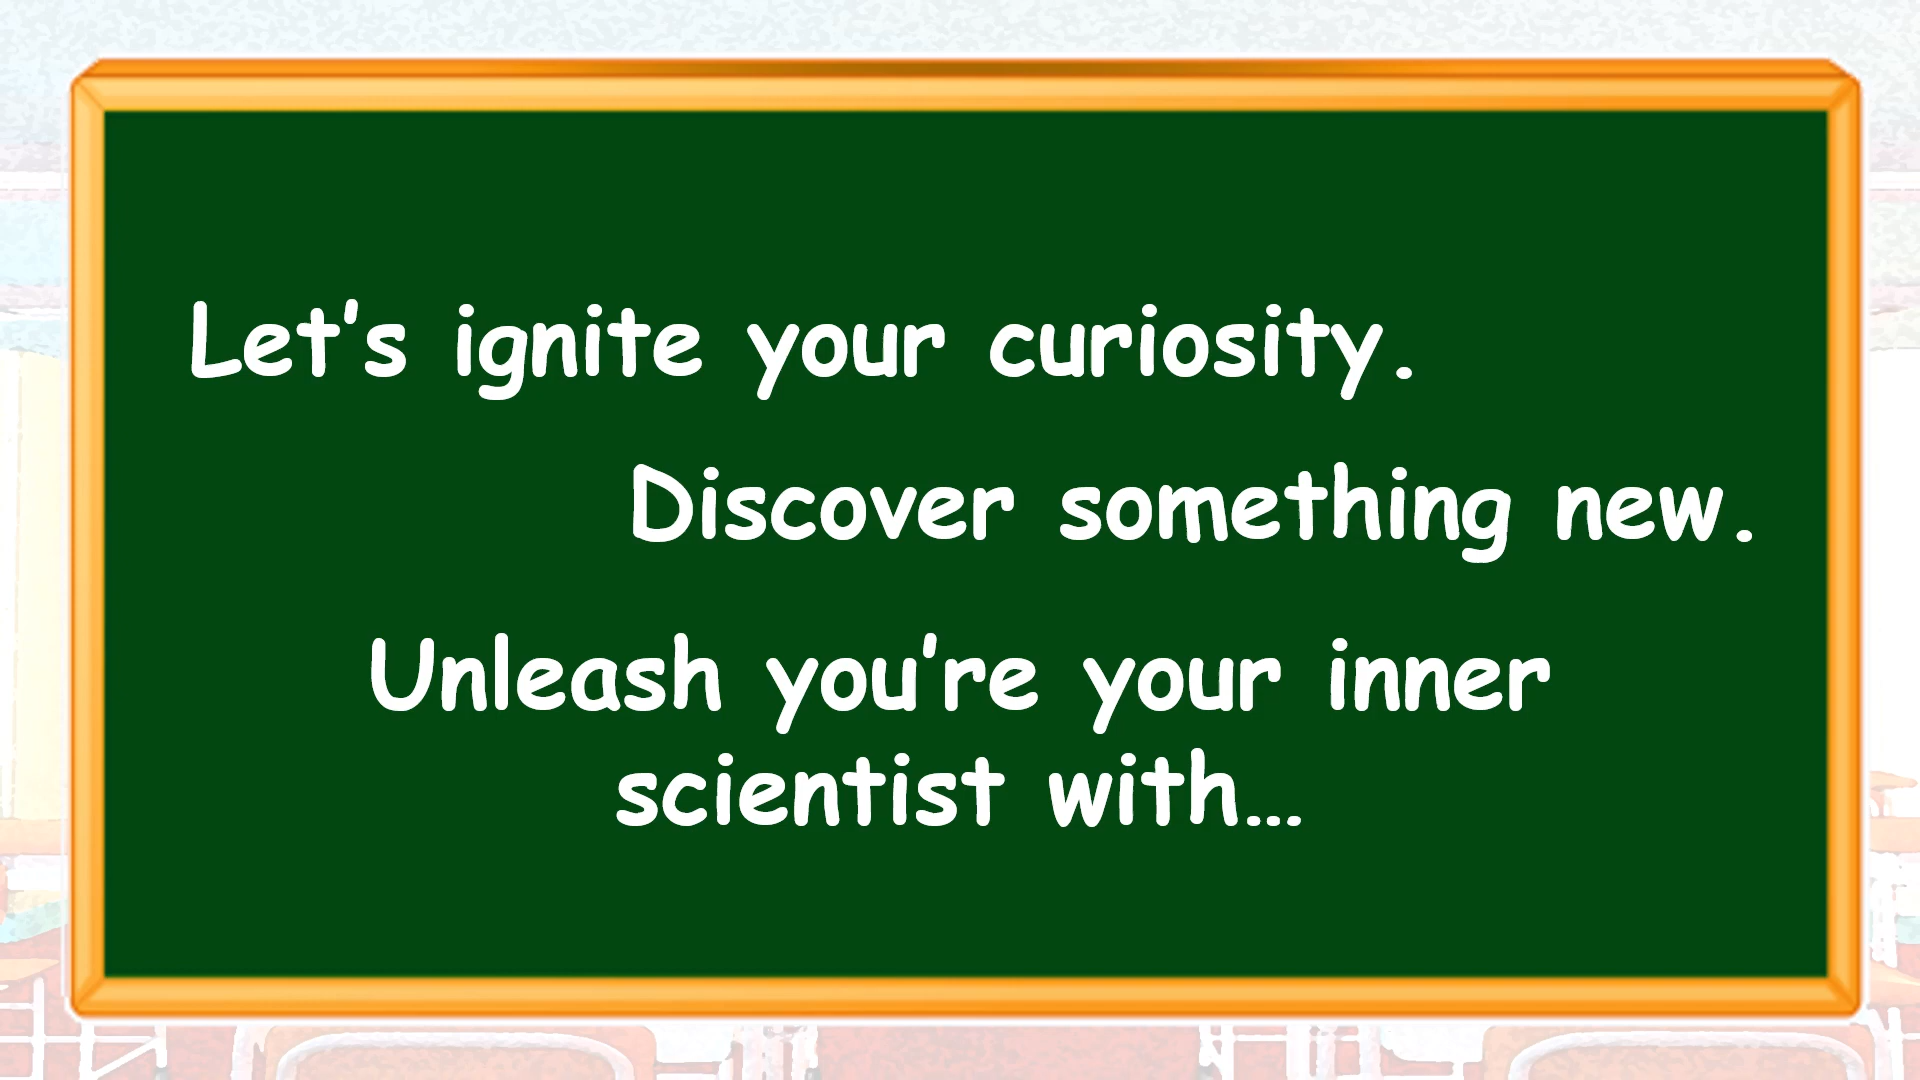 Let’s ignite your curiosity.
Discover something new.
Unleash you’re your inner
scientist with…